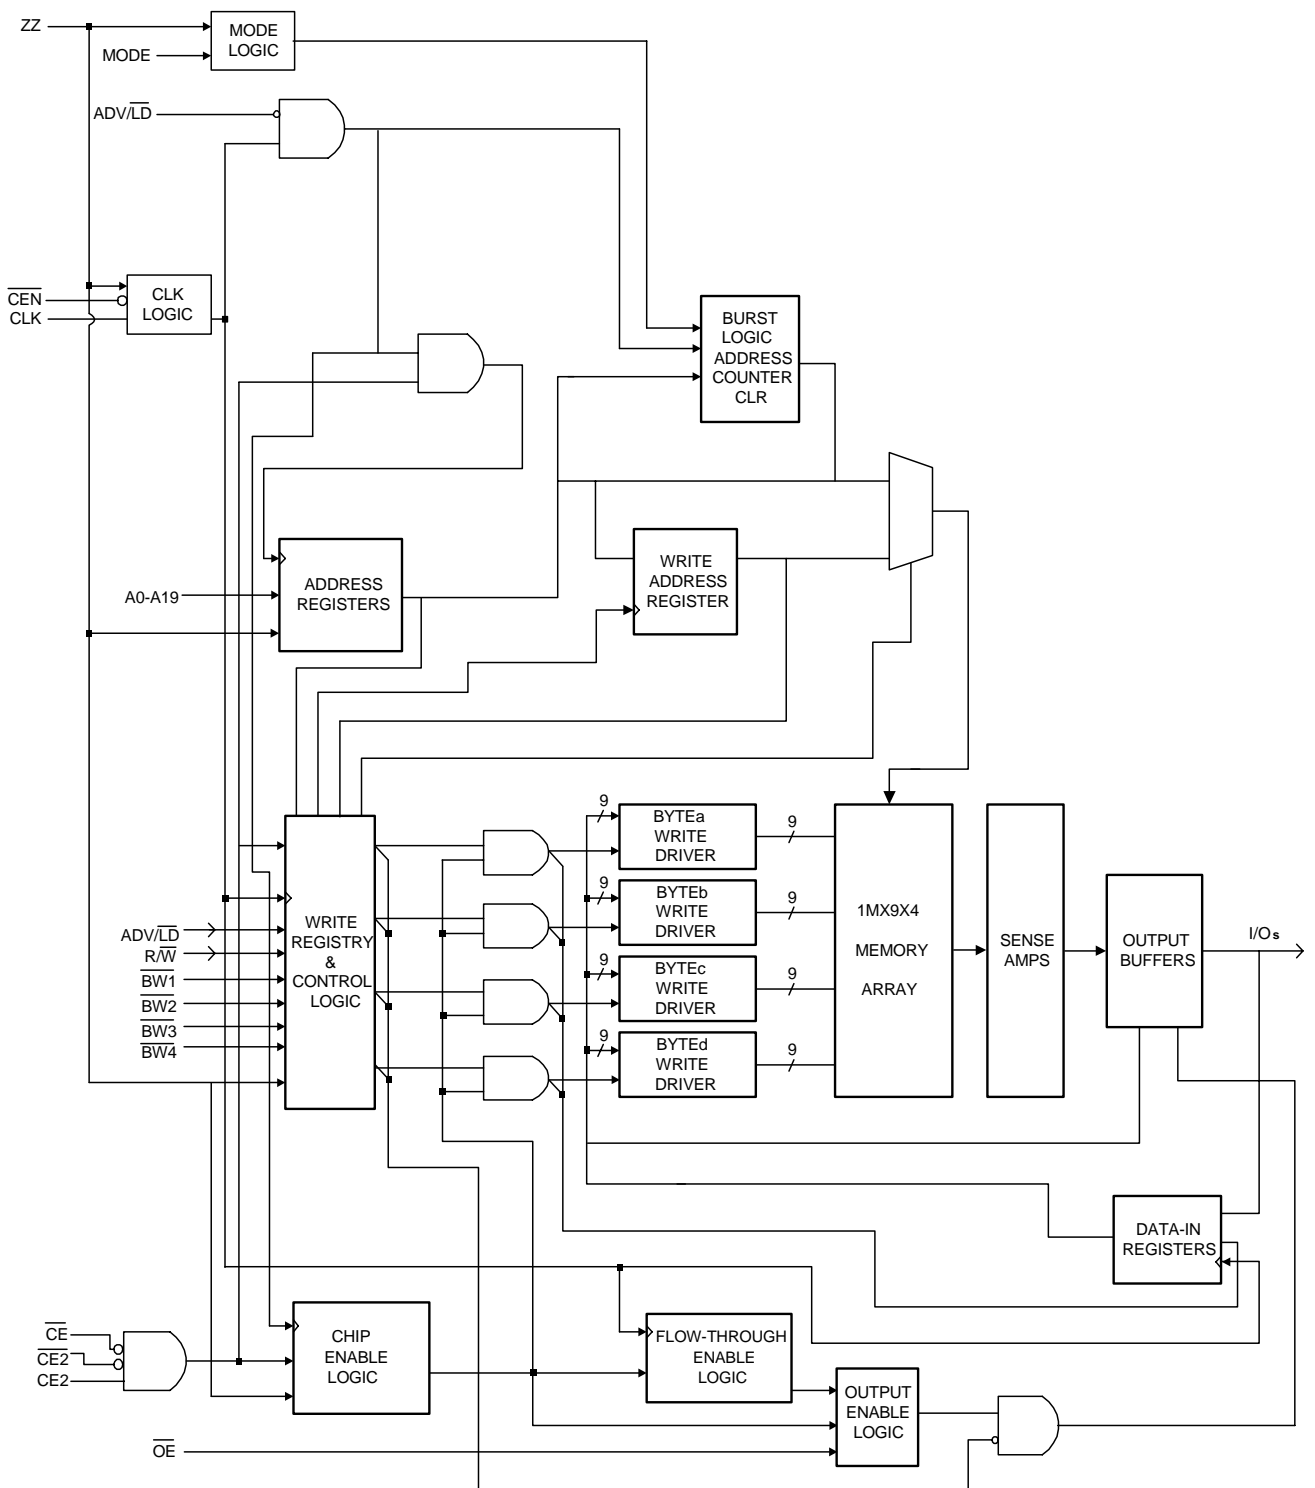 ZZ
MODE
MODE
LOGIC
ADV/LD
CEN
CLK
CLK
LOGIC
BURST
LOGIC
ADDRESS
COUNTER
CLR
A0-A19
ADDRESS
REGISTERS
WRITE
ADDRESS
REGISTER
ADV/LD
R/W
BW1
BW2
BW3
BW4
WRITE
REGISTRY
&
CONTROL
LOGIC
9
BYTEa
WRITE
DRIVER
9
9
BYTEb
WRITE
DRIVER
9
9
BYTEc
WRITE
DRIVER
9
9
BYTEd
WRITE
DRIVER
9
1MX9X4
MEMORY
ARRAY
SENSE
AMPS
OUTPUT
BUFFERS
I/Os
DATA-IN
REGISTERS
CE
CE2
CE2
CHIP
ENABLE
LOGIC
FLOW-THROUGH
ENABLE
LOGIC
OUTPUT
ENABLE
LOGIC
OE